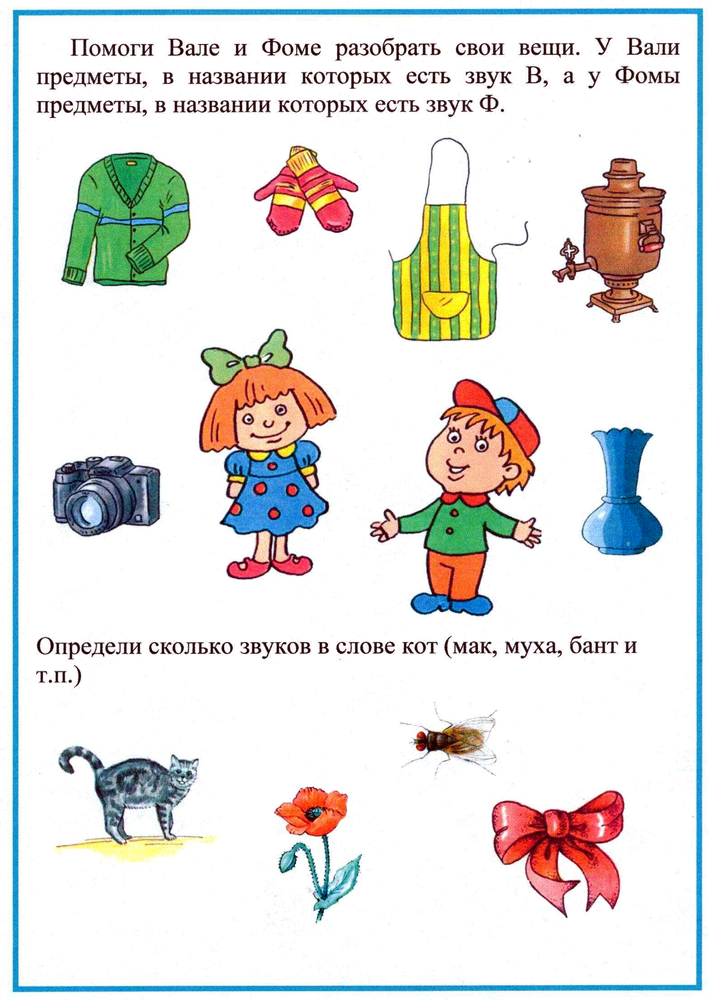 Помоги Вале и Фоме разобрать свои вещи. У Вали
предметы, в названии которых есть звук В, а у Фомы
предметы, в названии которых есть звук Ф.
Определи сколько звуков в слове кот (мак, муха, бант и
т.п.)